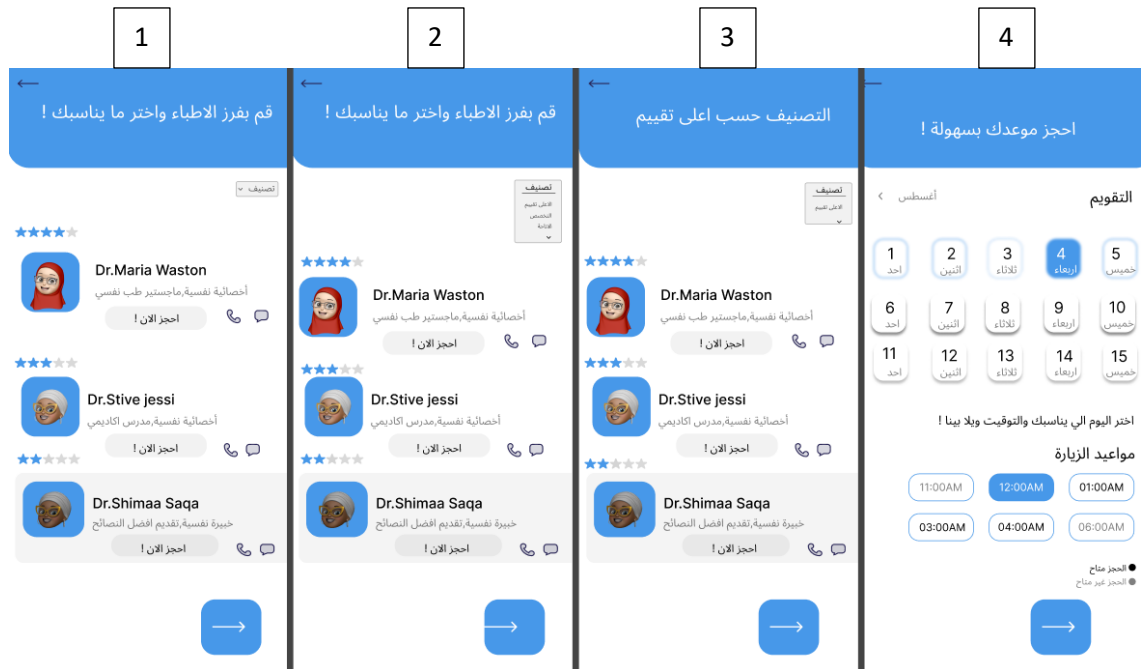 1
قم بفرز الاطباء واختر ما يناسبك !
تصنيف
Dr.Maria Waston
أخصائية نفسية,ماجستير طب نفسي
احجز الان !
Dr.Stive jessi
أخصائية نفسية,مدرس اكاديمي
احجز الان !
Dr.Shimaa Saqa
خبيرة نفسية,تقديم افضل النصائح
احجز الان !
2
قم بفرز الاطباء واختر ما يناسبك !
تصنيف
الاعلى تقييم
التخصص
الاتاحة
Dr.Maria Waston
أخصائية نفسية,ماجستير طب نفسي
احجز الان !
Dr.Stive jessi
أخصائية نفسية,مدرس اكاديمي
احجز الان !
Dr.Shimaa Saqa
خبيرة نفسية,تقديم افضل النصائح
احجز الان !
3
التصنيف حسب اعلى تقييم
تصنيف
الاعلى تقييم
Dr.Maria Waston
أخصائية نفسية,ماجستير طب نفسي
احجز الان !
Dr.Stive jessi
أخصائية نفسية,مدرس اكاديمي
احجز الان !
Dr.Shimaa Saqa
خبيرة نفسية,تقديم افضل النصائح
احجز الان !
4
احجز موعدك بسهولة !
التقويم أغسطس
1 2 3 4 5
احد اثنين ثلاثاء اربعاء خميس
6 7 8 9 10
احد اثنين ثلاثاء اربعاء خميس
11 12 13 14 15
احد اثنين ثلاثاء اربعاء خميس
اختر اليوم الي يناسبك والتوقيت ويلا بينا !
مواعيد الزيارة
11:00AM 12:00AM 01:00AM
03:00AM 04:00AM 06:00AM
الحجز متاح
الحجز غير متاح